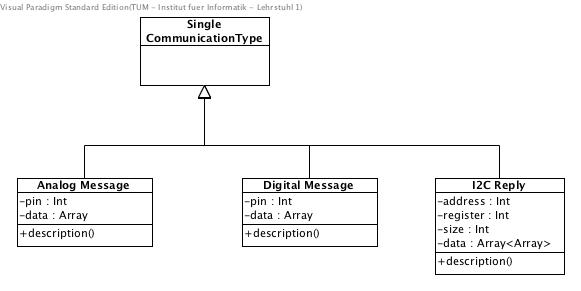 Visual Paradigm Standard Edition(TUM - Institut fuer Informatik - Lehrstuhl 1)
Single
CommunicationType
Analog Message
-pin : Int
-data : Array
+description()
Digital Message
-pin : Int
-data : Array
+description()
I2C Reply
-address : Int
-register : Int
-size : Int
-data : Array<Array>
+description()